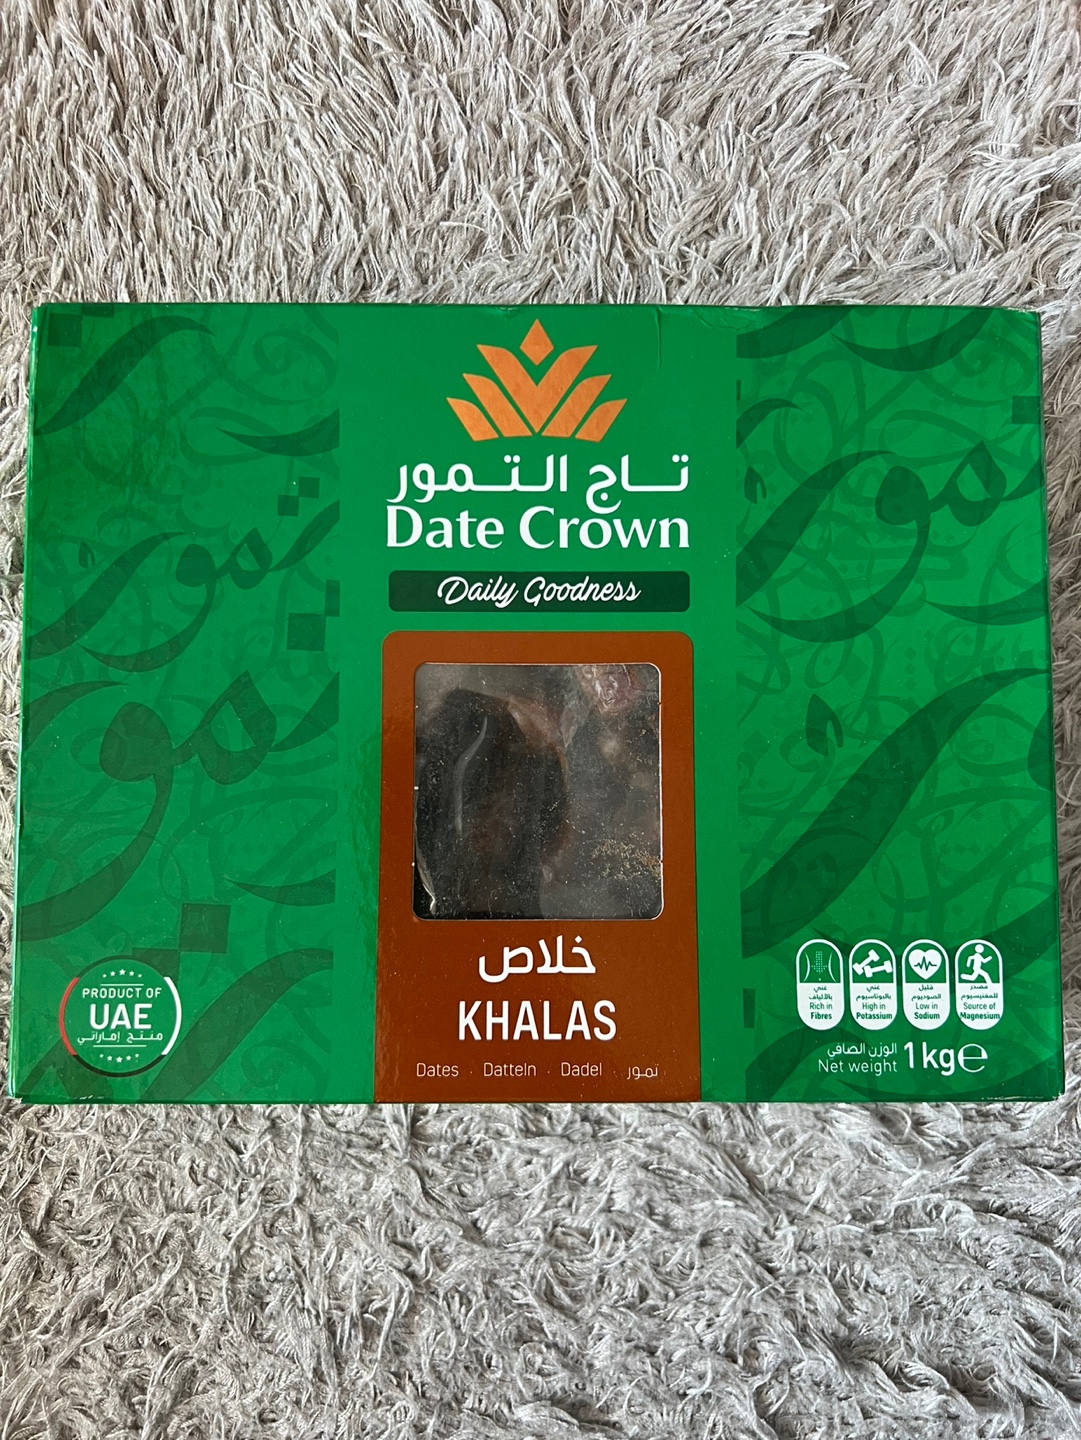 تاج التمور
Date Crown
Daily Goodness
خلاص
KHALAS
Dates · Datteln · Dadel · تمور
PRODUCT OF
UAE
منتج إماراتي
غني
بالألياف
Rich in
Fibres
غني
بالبوتاسيوم
High in
Potassium
قليل
الصوديوم
Low in
Sodium
مصدر
للمغنيسيوم
Source of
Magnesium
الوزن الصافي
Net weight
1 kg e